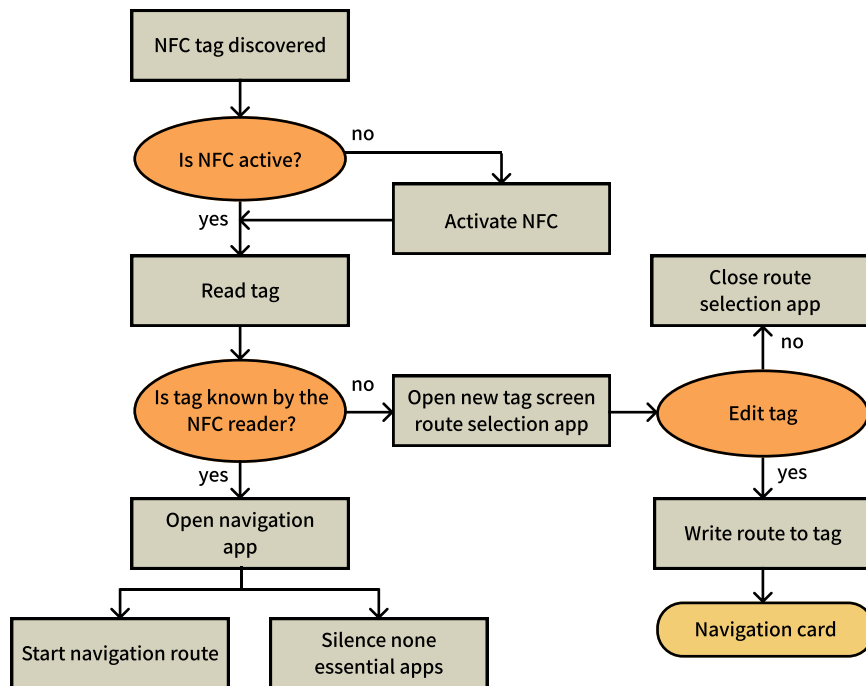 NFC tag discovered
Is NFC active?
no
yes
Activate NFC
Read tag
Close route
selection app
no
Is tag known by the
NFC reader?
no
Open new tag screen
route selection app
Edit tag
yes
yes
Open navigation
app
Write route to tag
Start navigation route
Silence none
essential apps
Navigation card